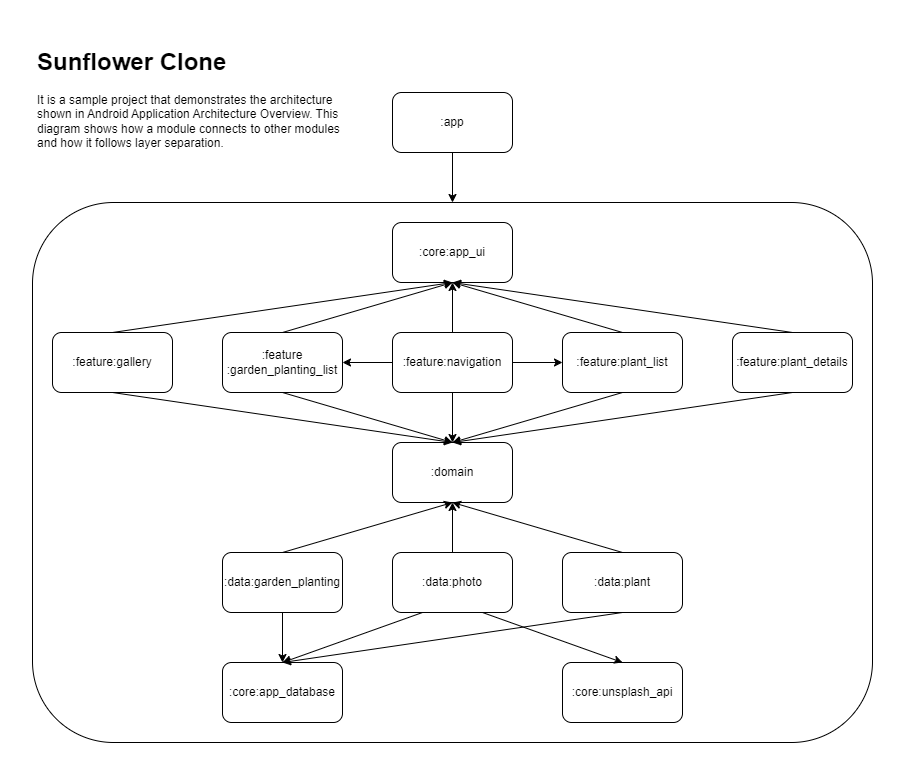 Sunflower Clone
It is a sample project that demonstrates the architecture
shown in Android Application Architecture Overview. This
diagram shows how a module connects to other modules
and how it follows layer separation.
:app
:core:app_ui
:feature:gallery
:feature
:garden_planting_list
:feature:navigation
:feature:plant_list
:feature:plant_details
:domain
:data:garden_planting
:data:photo
:data:plant
:core:app_database
:core:unsplash_api